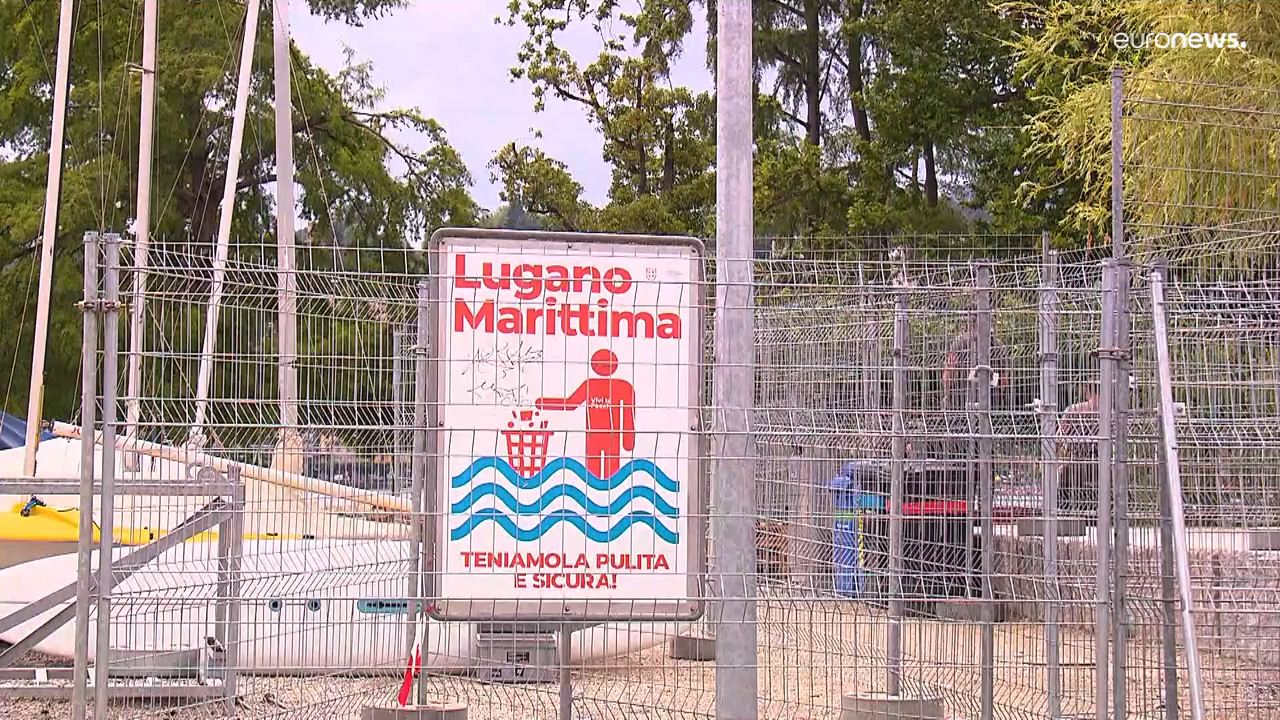 euronews.
Lugano
Marittima
TENIAMOLA PULITA
E SICURA!